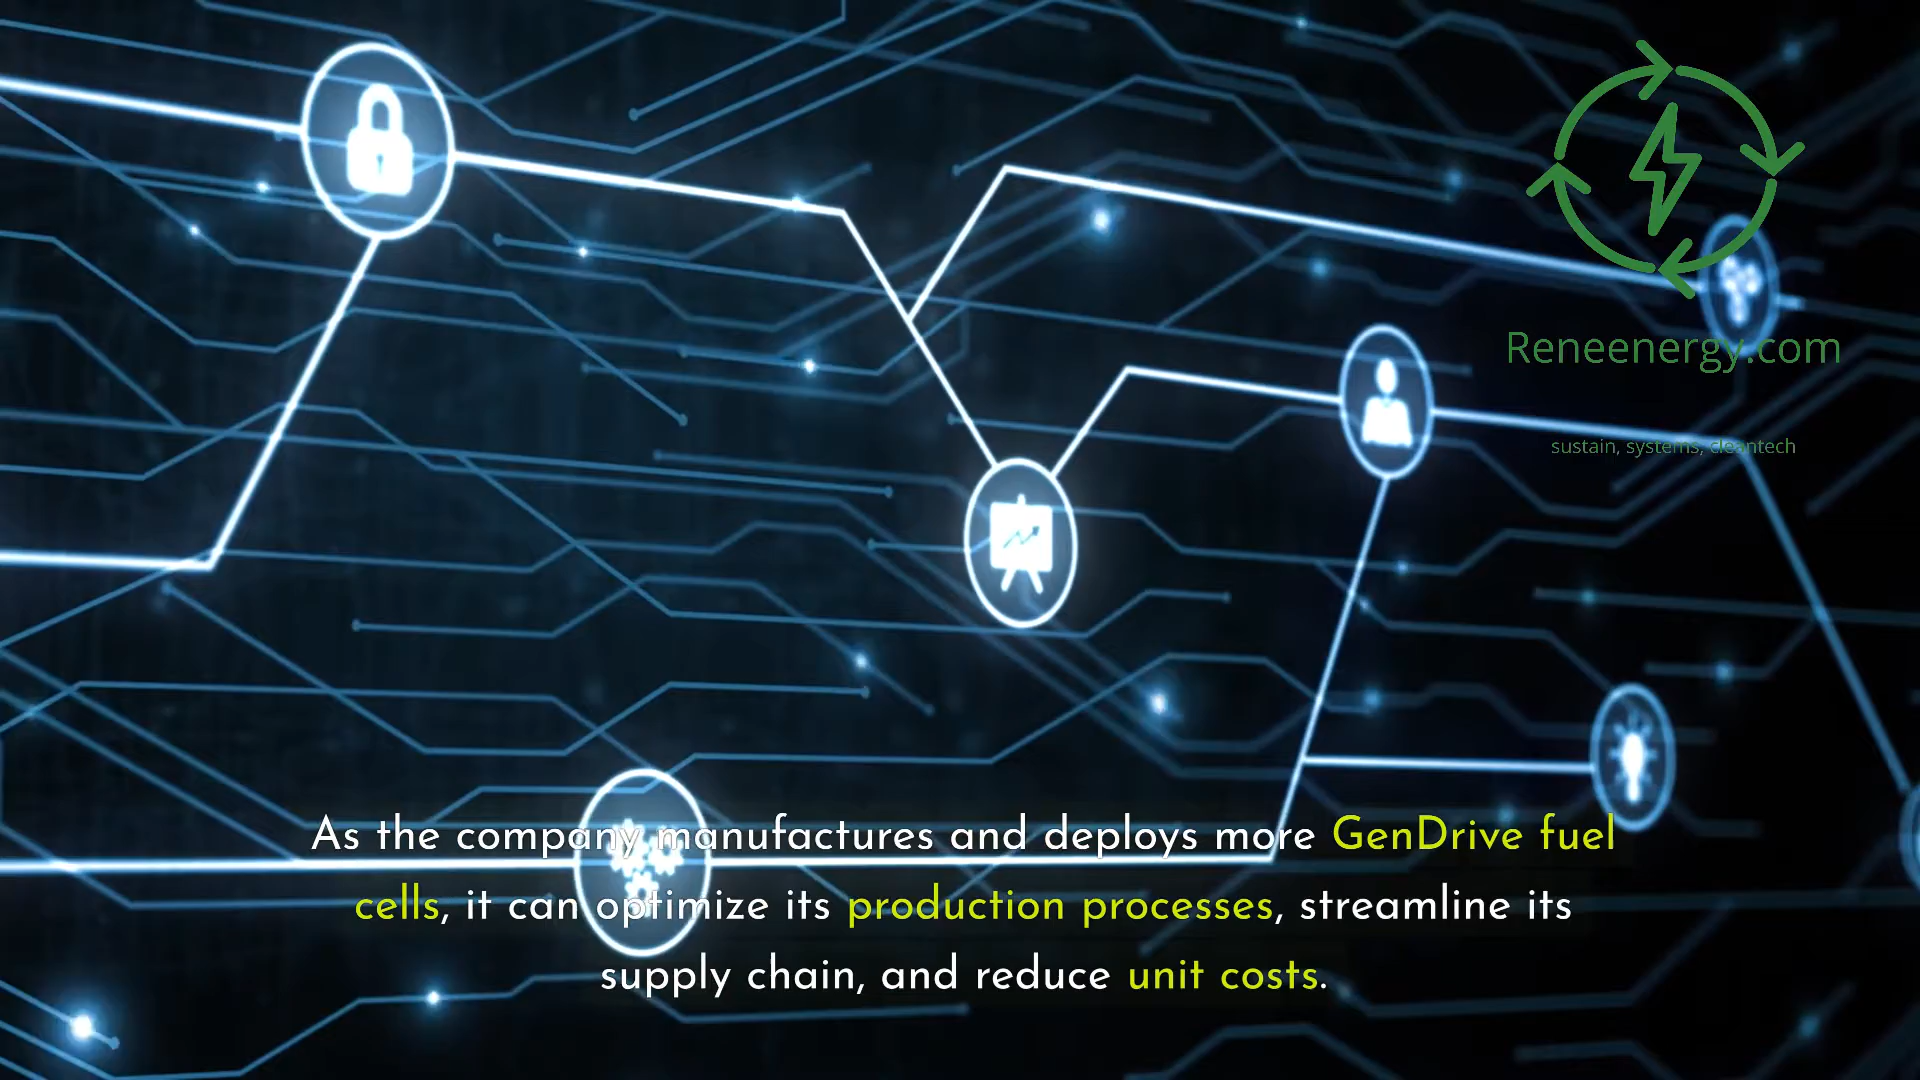 Reneenergy.com
sustain, systems, cleantech
As the company manufactures and deploys more GenDrive fuel
cells, it can optimize its production processes, streamline its
supply chain, and reduce unit costs.